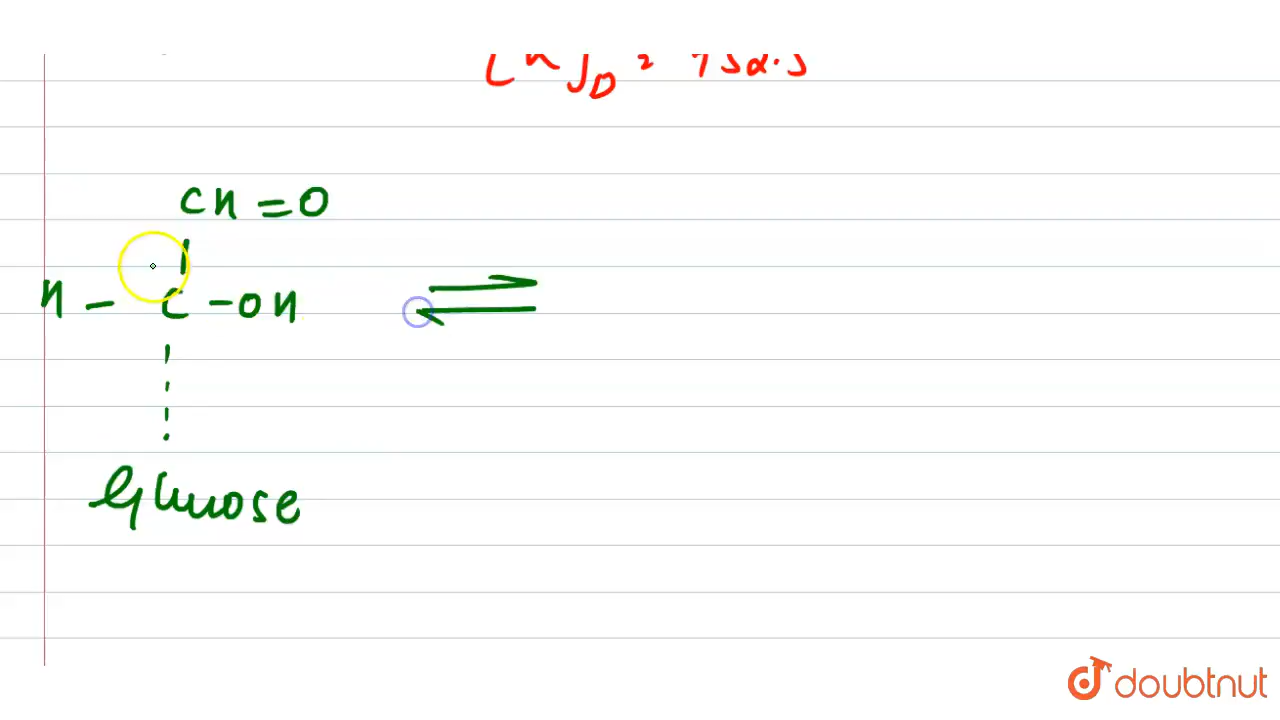 CH = O
H - C - OH
Glucose
doubtnut